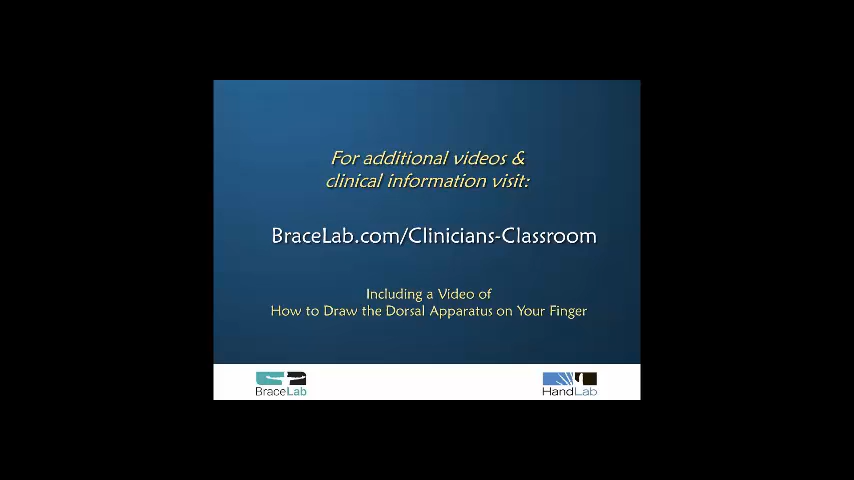 For additional videos &
clinical information visit:
BraceLab.com/Clinicians-Classroom
Including a Video of
How to Draw the Dorsal Apparatus on Your Finger
BraceLab
HandLab